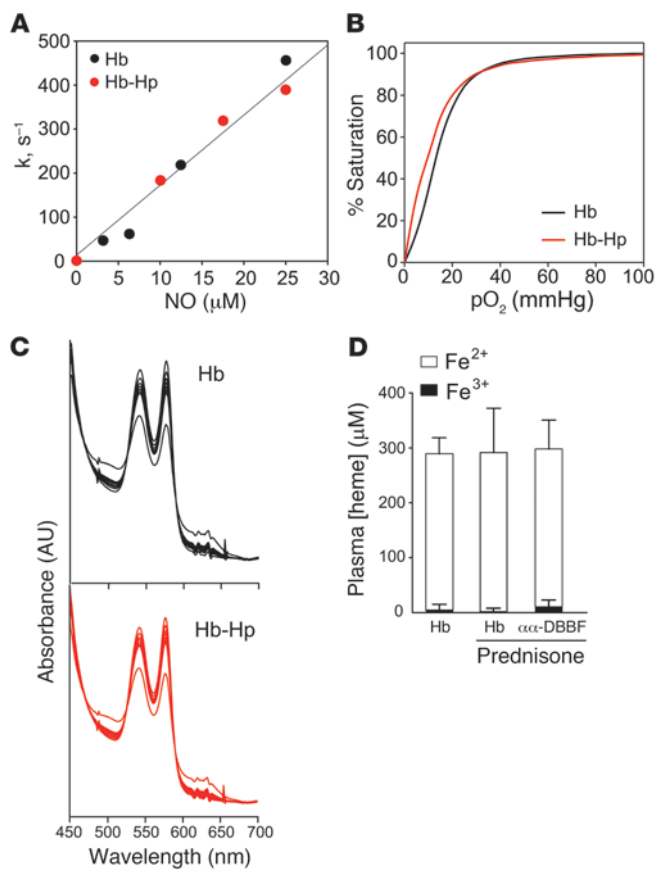 A
500
400
300
200
100
0
k, s⁻¹
Hb
Hb-Hp
0 5 10 15 20 25 30
NO (μM)
B
100
80
60
40
20
0
% Saturation
Hb
Hb-Hp
0 20 40 60 80 100
pO₂ (mmHg)
C
Hb
Hb-Hp
Absorbance (AU)
450 500 550 600 650 700
Wavelength (nm)
D
Fe²⁺
Fe³⁺
400
300
200
100
0
Plasma [heme] (μM)
Hb Hb αα-DBBF
Prednisone